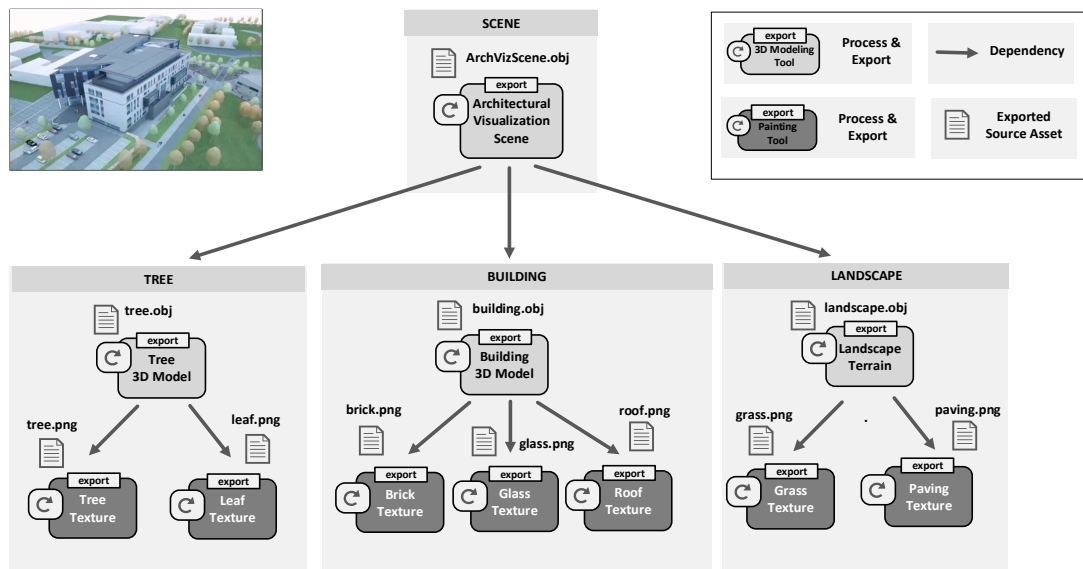 SCENE
ArchVizScene.obj
export
Architectural
Visualization
Scene
export
3D Modeling
Tool
Process &
Export
Dependency
export
Painting
Tool
Process &
Export
Exported
Source Asset
TREE
tree.obj
export
Tree
3D Model
tree.png
leaf.png
export
Tree
Texture
export
Leaf
Texture
BUILDING
building.obj
export
Building
3D Model
brick.png
glass.png
roof.png
export
Brick
Texture
export
Glass
Texture
export
Roof
Texture
LANDSCAPE
landscape.obj
export
Landscape
Terrain
.
grass.png
paving.png
export
Grass
Texture
export
Paving
Texture